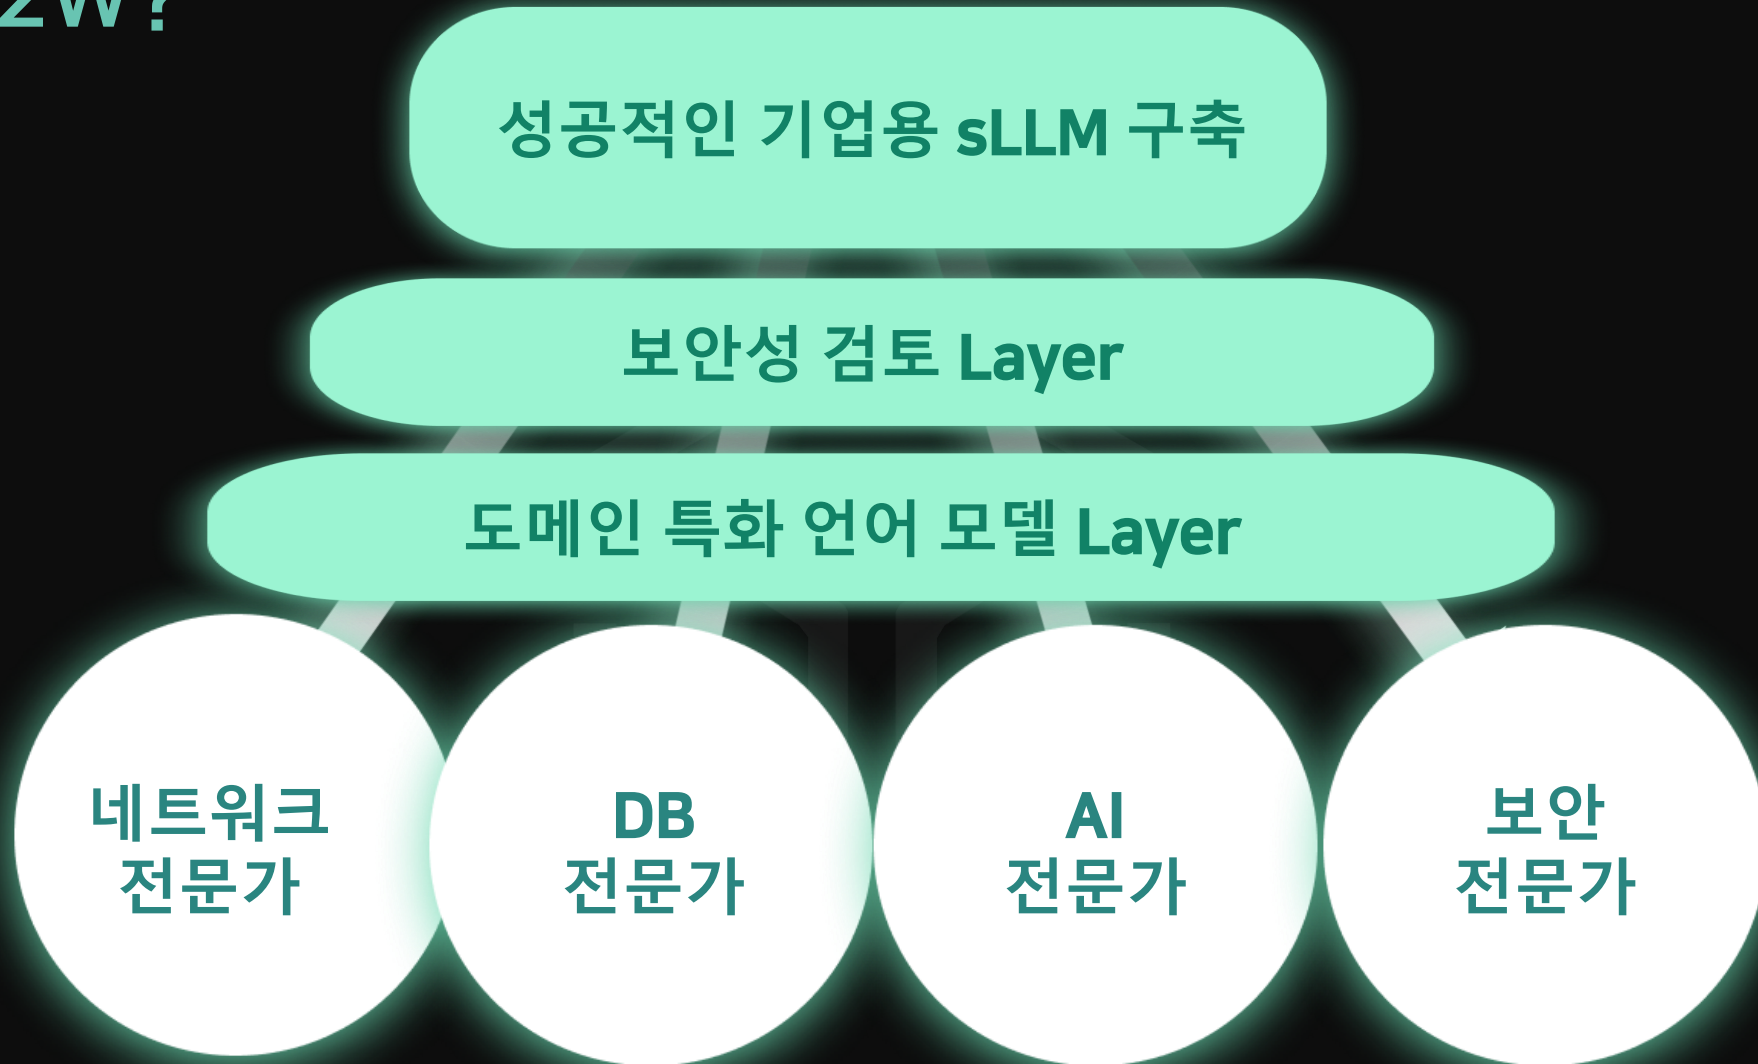 성공적인 기업용 sLLM 구축
보안성 검토 Layer
도메인 특화 언어 모델 Layer
네트워크
전문가
DB
전문가
AI
전문가
보안
전문가